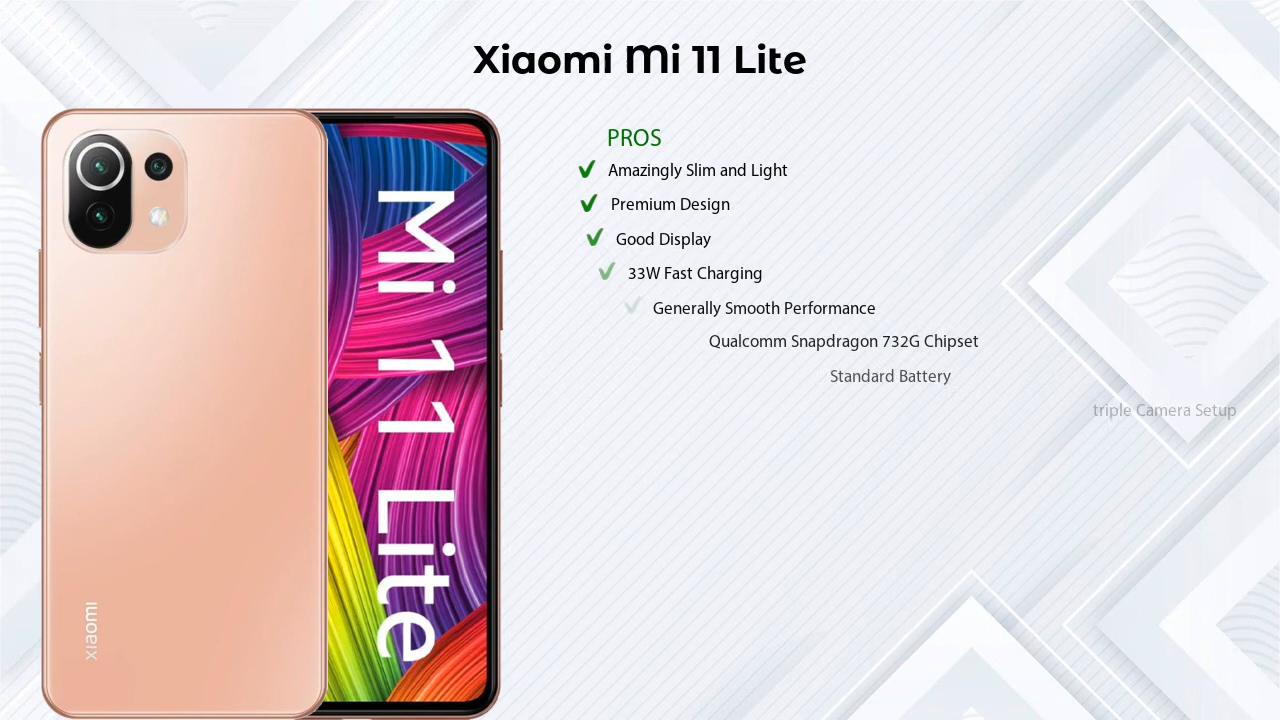 Xiaomi Mi 11 Lite
PROS
Amazingly Slim and Light
Premium Design
Good Display
33W Fast Charging
Generally Smooth Performance
Qualcomm Snapdragon 732G Chipset
Standard Battery
triple Camera Setup
Mi 11 Lite
xiaomi